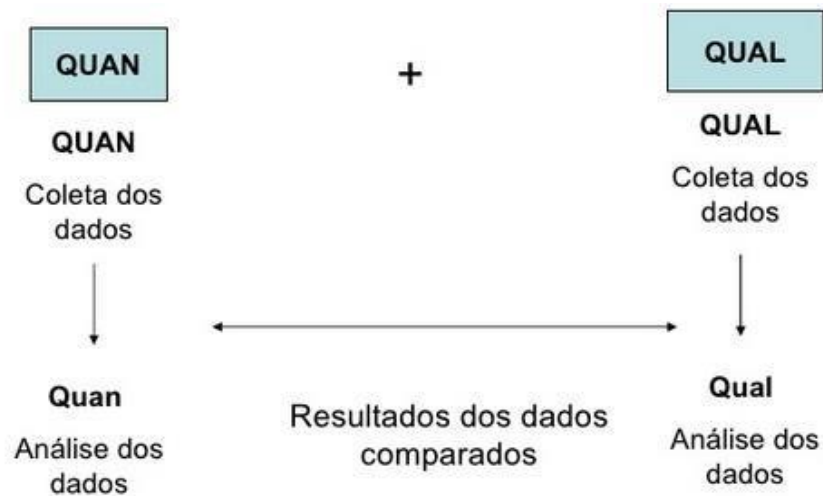 QUAN
+
QUAL
QUAN
Coleta dos
dados
QUAL
Coleta dos
dados
Quan
Análise dos
dados
Resultados dos dados
comparados
Qual
Análise dos
dados